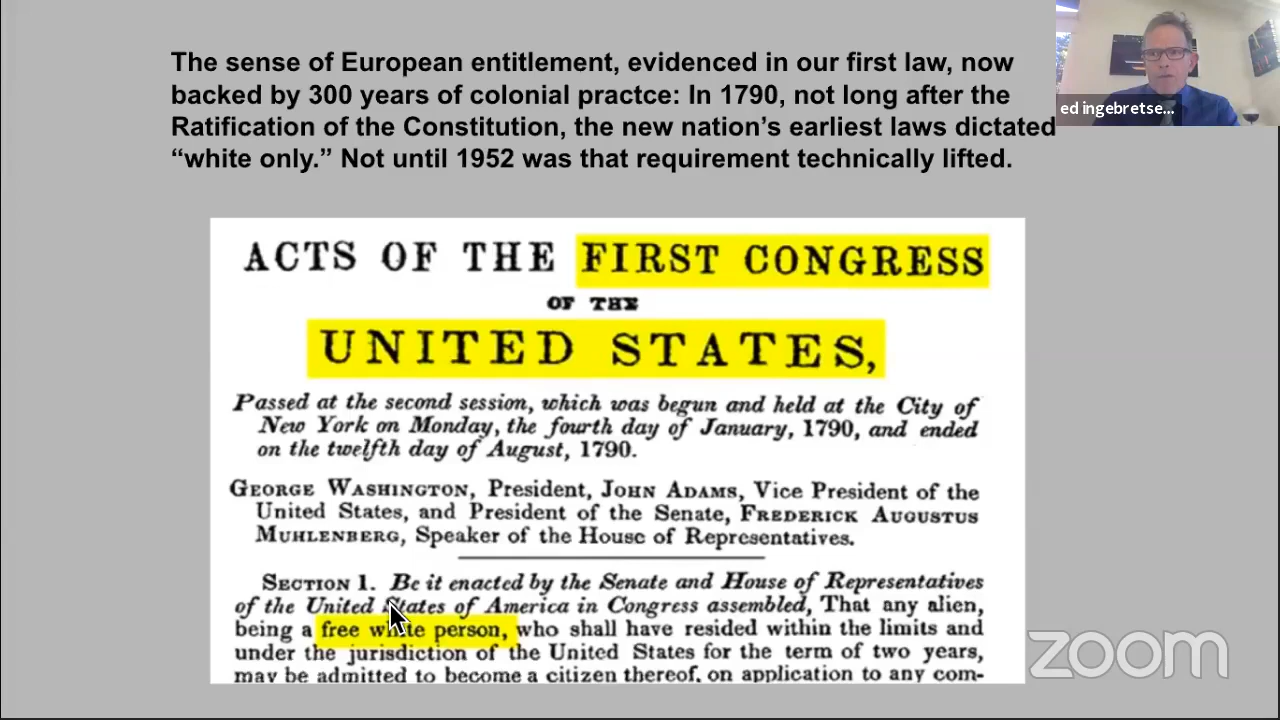 The sense of European entitlement, evidenced in our first law, now
backed by 300 years of colonial practce: In 1790, not long after the
Ratification of the Constitution, the new nation’s earliest laws dictated
“white only.” Not until 1952 was that requirement technically lifted.
ed ingebretse...
ACTS OF THE FIRST CONGRESS
OF THE
UNITED STATES,
Passed at the second session, which was begun and held at the City of
New York on Monday, the fourth day of January, 1790, and ended
on the twelfth day of August, 1790.
GEORGE WASHINGTON, President, JOHN ADAMS, Vice President of the
United States, and President of the Senate, FREDERICK AUGUSTUS
MUHLENBERG, Speaker of the House of Representatives.
SECTION 1. Be it enacted by the Senate and House of Representatives
of the United States of America in Congress assembled, That any alien,
being a free white person, who shall have resided within the limits and
under the jurisdiction of the United States for the term of two years,
may be admitted to become a citizen thereof, on application to any com-
zoom